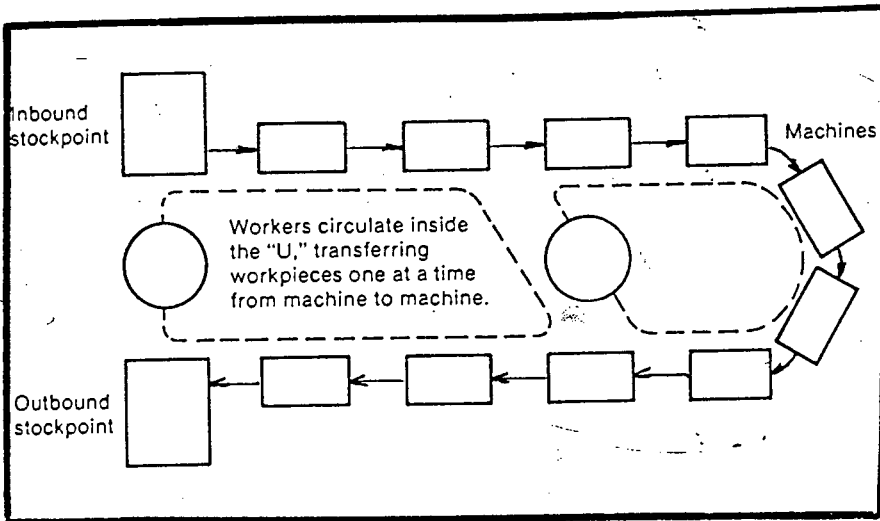 Inbound
stockpoint
Machines
Workers circulate inside
the “U,” transferring
workpieces one at a time
from machine to machine.
Outbound
stockpoint